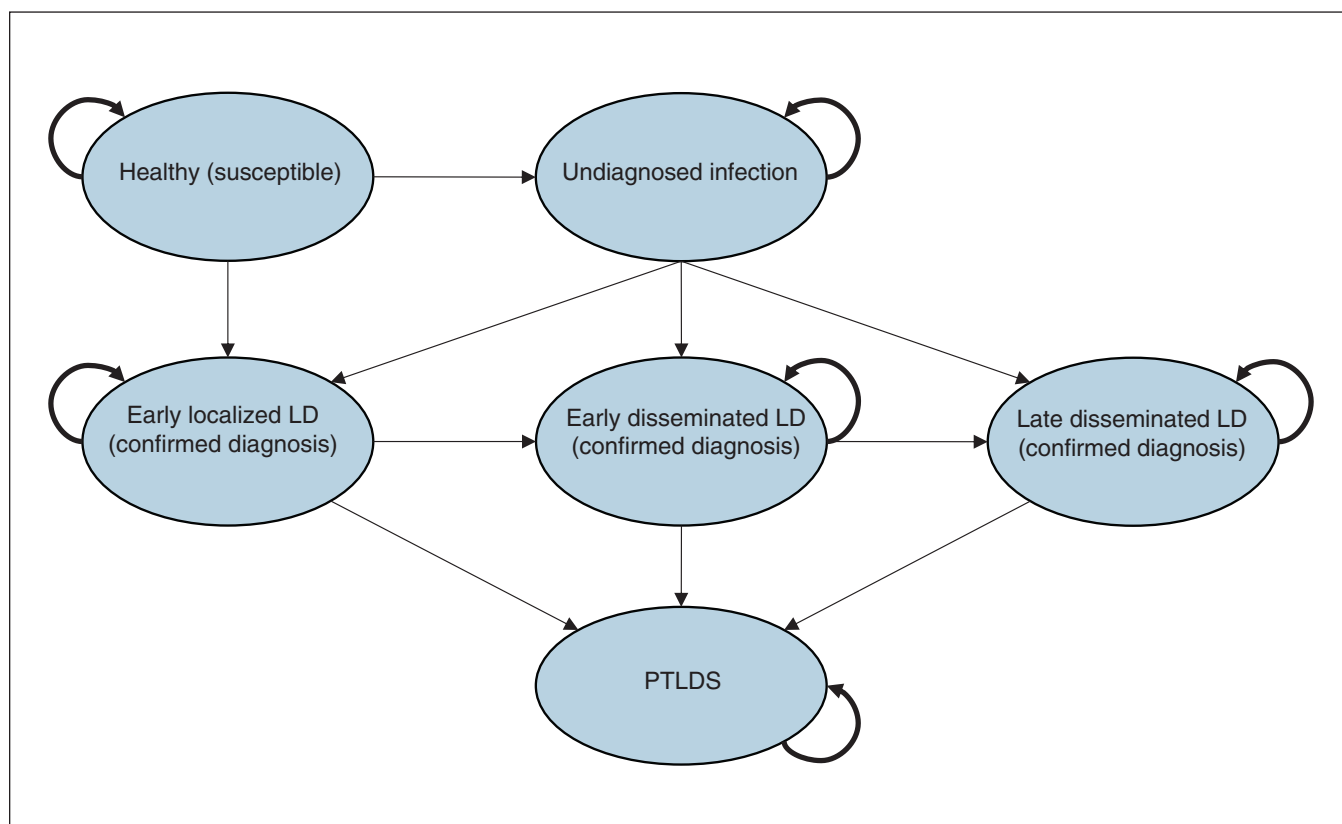 Healthy (susceptible)
Undiagnosed infection
Early localized LD
(confirmed diagnosis)
Early disseminated LD
(confirmed diagnosis)
Late disseminated LD
(confirmed diagnosis)
PTLDS